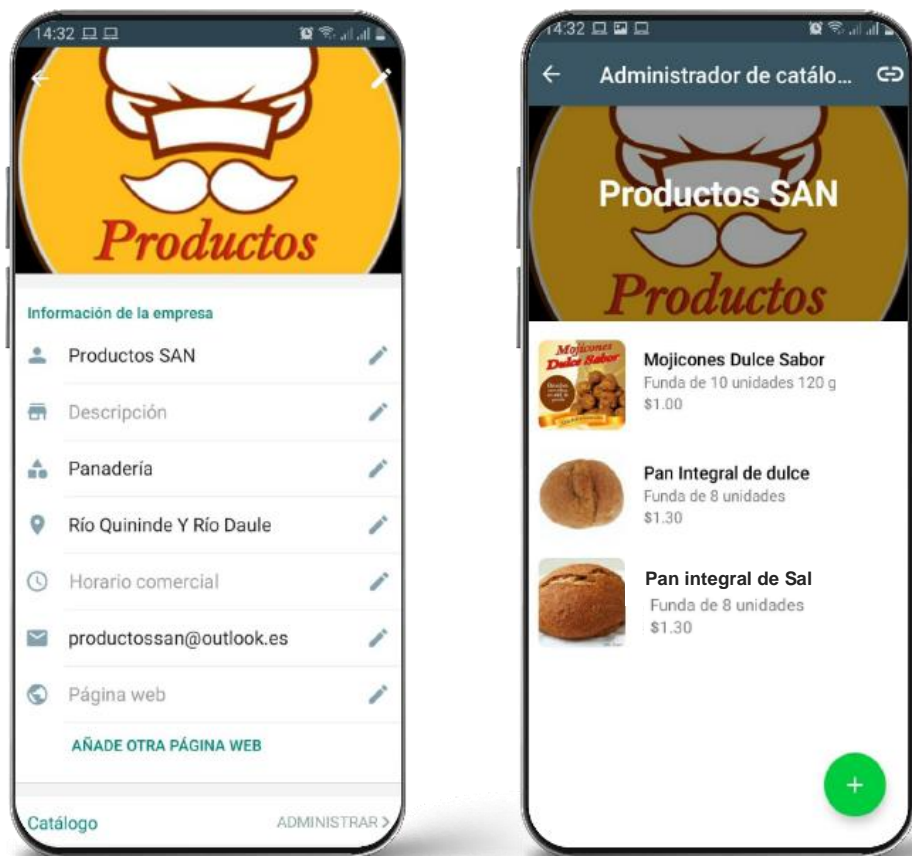 14:32
Productos
Información de la empresa
Productos SAN
Descripción
Panadería
Río Quininde Y Río Daule
Horario comercial
productossan@outlook.es
Página web
AÑADE OTRA PÁGINA WEB
Catálogo
ADMINISTRAR >
14:32
Administrador de catálo...
Productos SAN
Productos
Mojicones
Dulce Sabor
Mojicones Dulce Sabor
Funda de 10 unidades 120 g
$1.00
Pan Integral de dulce
Funda de 8 unidades
$1.30
Pan integral de Sal
Funda de 8 unidades
$1.30